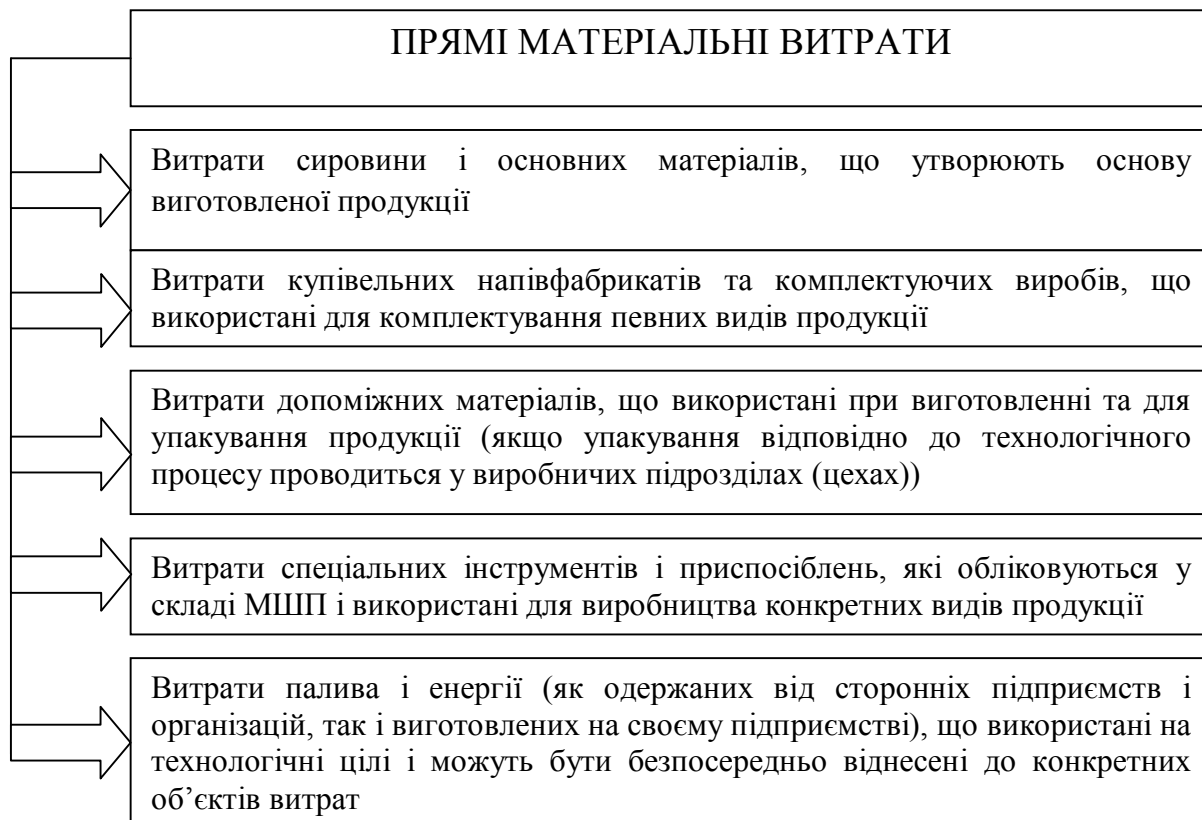 ПРЯМІ МАТЕРІАЛЬНІ ВИТРАТИ
Витрати сировини і основних матеріалів, що утворюють основу
виготовленої продукції
Витрати купівельних напівфабрикатів та комплектуючих виробів, що
використані для комплектування певних видів продукції
Витрати допоміжних матеріалів, що використані при виготовленні та для
упакування продукції (якщо упакування відповідно до технологічного
процесу проводиться у виробничих підрозділах (цехах))
Витрати спеціальних інструментів і приспосіблень, які обліковуються у
складі МШП і використані для виробництва конкретних видів продукції
Витрати палива і енергії (як одержаних від сторонніх підприємств і
організацій, так і виготовлених на своєму підприємстві), що використані на
технологічні цілі і можуть бути безпосередньо віднесені до конкретних
об’єктів витрат